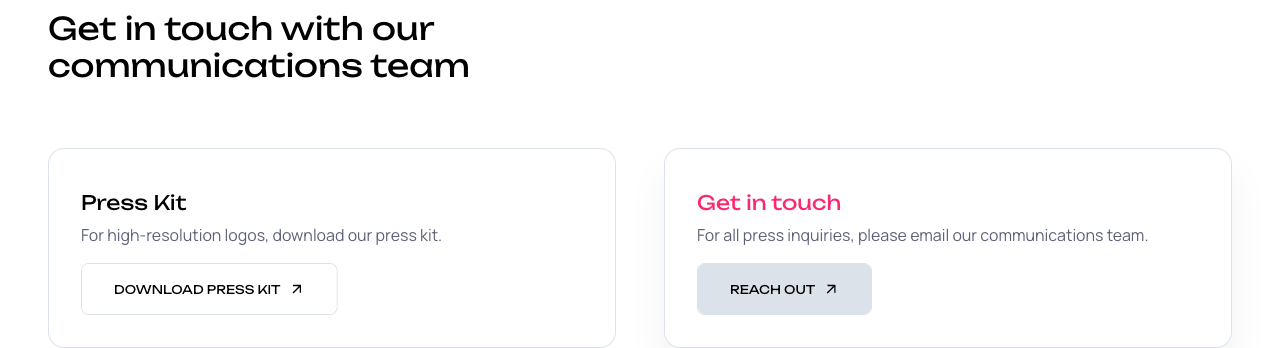 Get in touch with our
communications team
Press Kit
For high-resolution logos, download our press kit.
DOWNLOAD PRESS KIT
Get in touch
For all press inquiries, please email our communications team.
REACH OUT